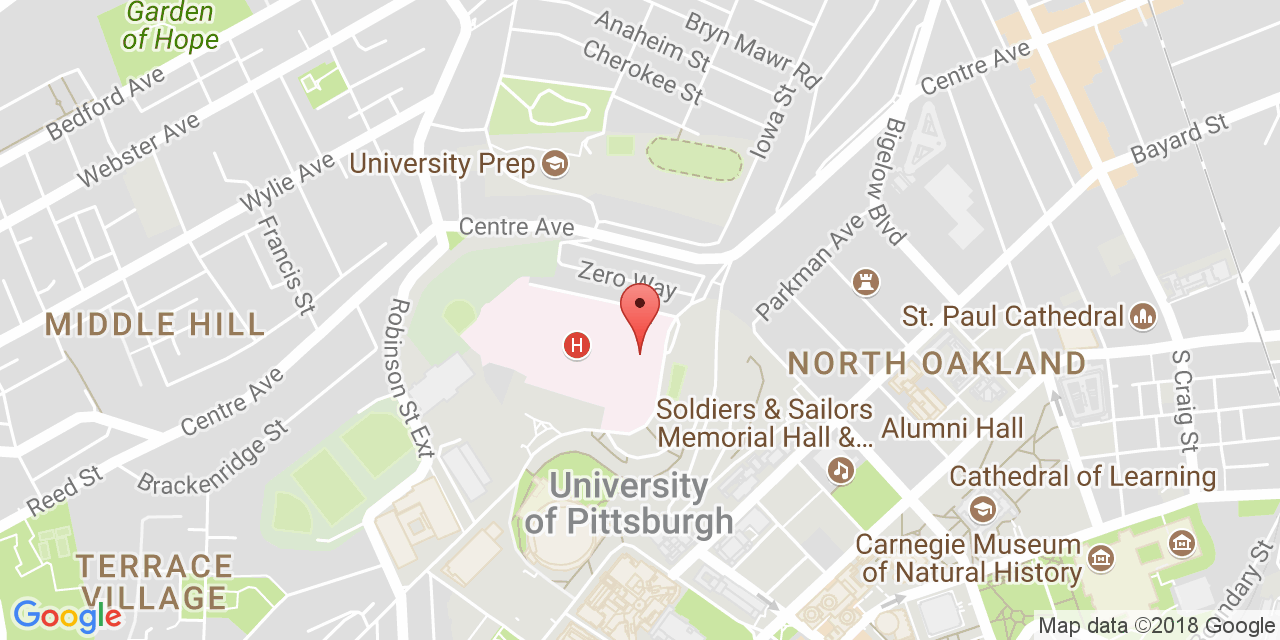 Garden
of Hope
Bryn Mawr Rd
Anaheim St
Cherokee St
Centre Ave
Bedford Ave
Webster Ave
Wylie Ave
Iowa St
Bigelow Blvd
Bayard St
University Prep
Centre Ave
Francis St
Zero Way
Parkman Ave
MIDDLE HILL
Robinson St Ext
H
St. Paul Cathedral
NORTH OAKLAND
S Craig St
Centre Ave
Brackenridge St
Reed St
Soldiers & Sailors
Memorial Hall &...
Alumni Hall
Cathedral of Learning
University
of Pittsburgh
Carnegie Museum
of Natural History
TERRACE
VILLAGE
Google
Map data ©2018 Google